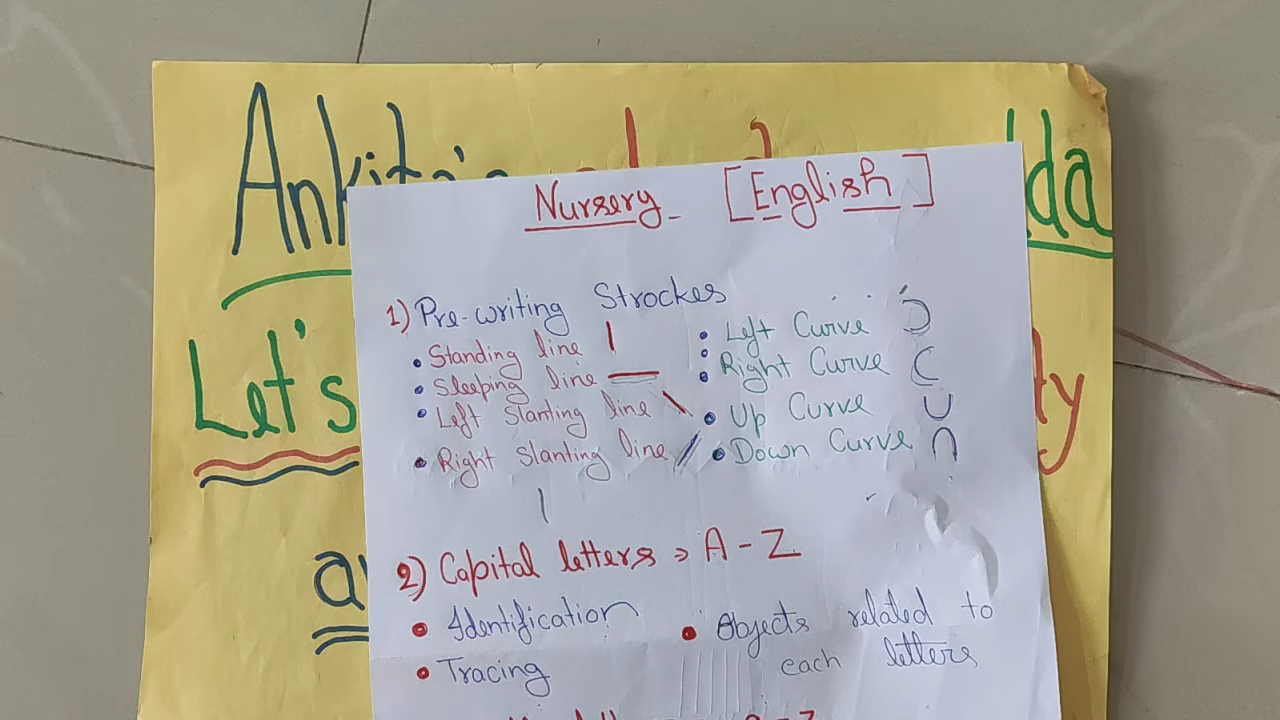 Nursery - [English]
1) Pre-writing Strockes
• Standing line |
• Sleeping line —
• Left Slanting line \
• Right Slanting line /
• Left Curve
• Right Curve
• Up Curve
• Down Curve
2) Capital letters → A - Z
• Identification
• Tracing
• Objects related to
each letters
Let's